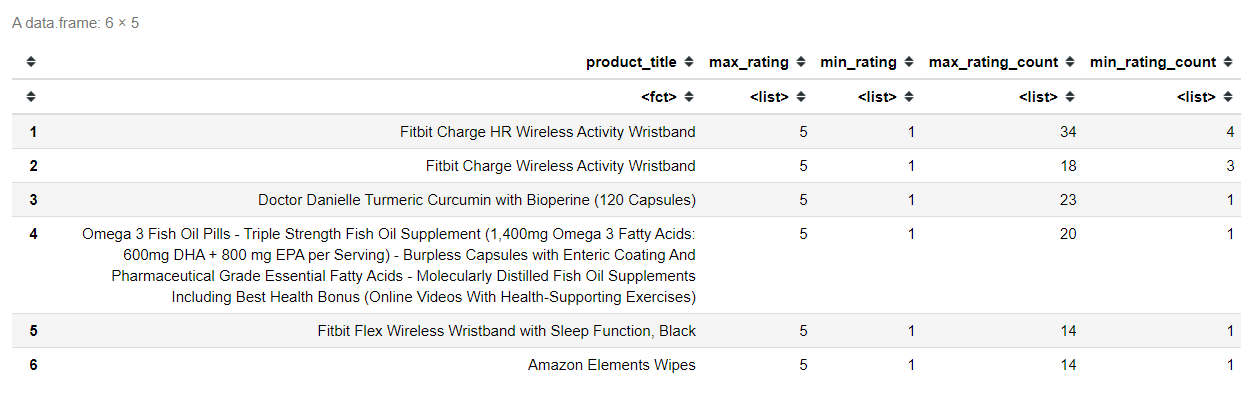 A data.frame: 6 × 5
product_title max_rating min_rating max_rating_count min_rating_count
<fct> <list> <list> <list> <list>
1 Fitbit Charge HR Wireless Activity Wristband 5 1 34 4
2 Fitbit Charge Wireless Activity Wristband 5 1 18 3
3 Doctor Danielle Turmeric Curcumin with Bioperine (120 Capsules) 5 1 23 1
4 Omega 3 Fish Oil Pills - Triple Strength Fish Oil Supplement (1,400mg Omega 3 Fatty Acids: 5 1 20 1
600mg DHA + 800 mg EPA per Serving) - Burpless Capsules with Enteric Coating And
Pharmaceutical Grade Essential Fatty Acids - Molecularly Distilled Fish Oil Supplements
Including Best Health Bonus (Online Videos With Health-Supporting Exercises)
5 Fitbit Flex Wireless Wristband with Sleep Function, Black 5 1 14 1
6 Amazon Elements Wipes 5 1 14 1